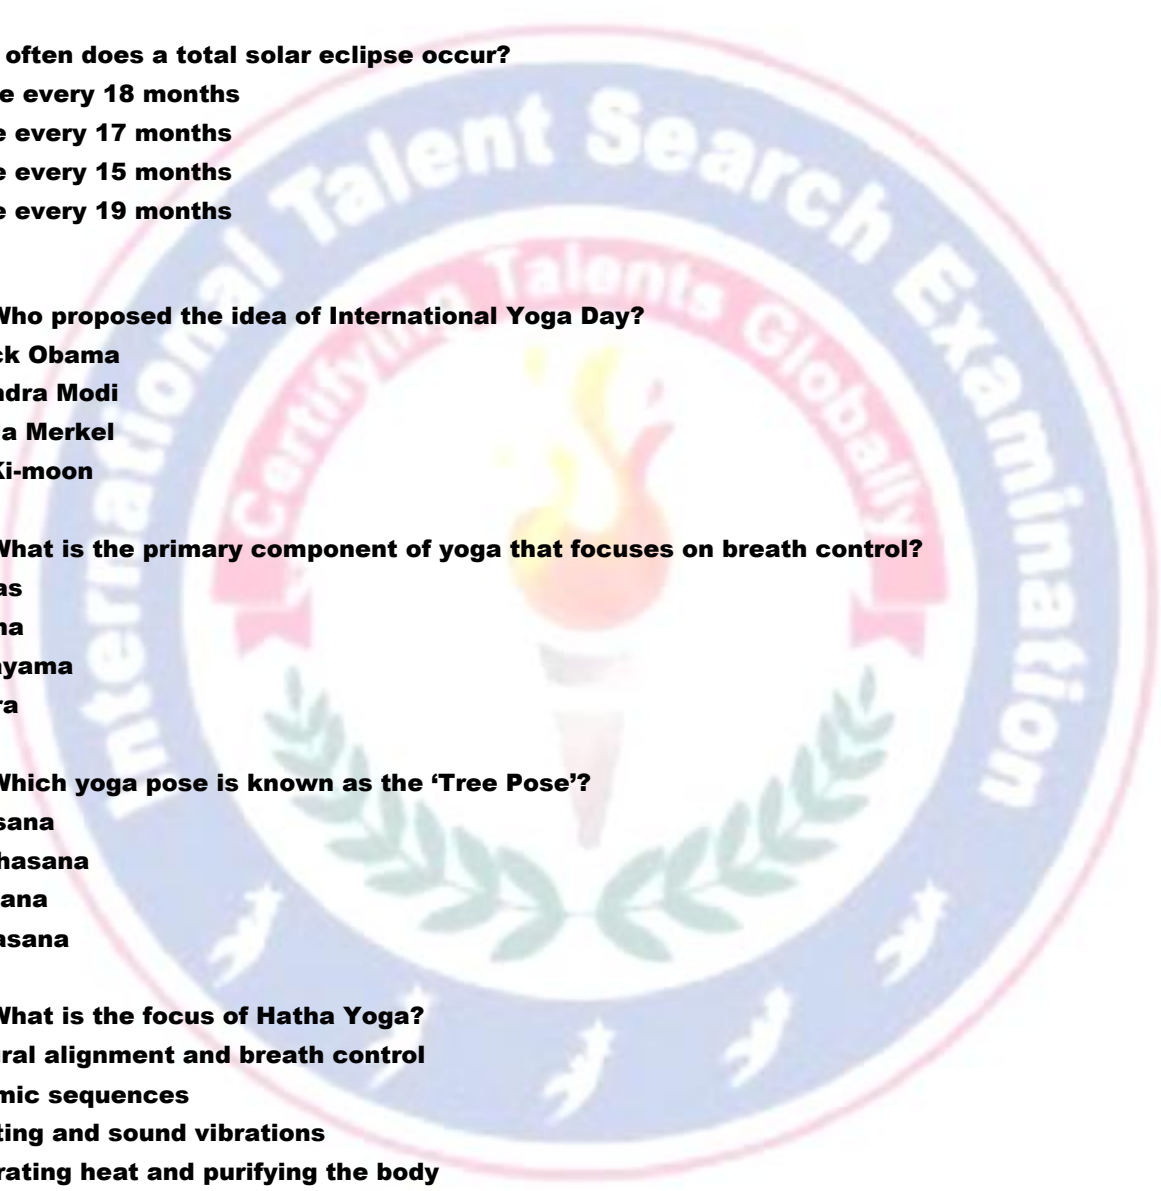 often does a total solar eclipse occur?
e every 18 months
e every 17 months
e every 15 months
e every 19 months
Who proposed the idea of International Yoga Day?
ck Obama
ndra Modi
a Merkel
Ki-moon
What is the primary component of yoga that focuses on breath control?
as
na
ayama
ra
Which yoga pose is known as the ‘Tree Pose’?
sana
hasana
ana
asana
What is the focus of Hatha Yoga?
ral alignment and breath control
mic sequences
ting and sound vibrations
rating heat and purifying the body
International Talent Search Examination
Certifying Talents Globally